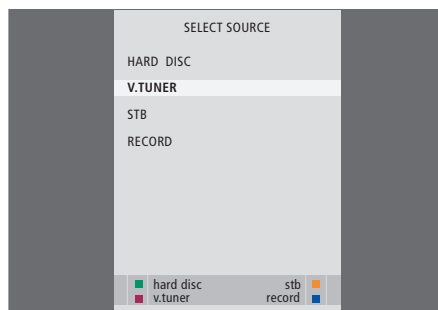 SELECT SOURCE
HARD DISC
V.TUNER
STB
RECORD
hard disc stb
v.tuner record